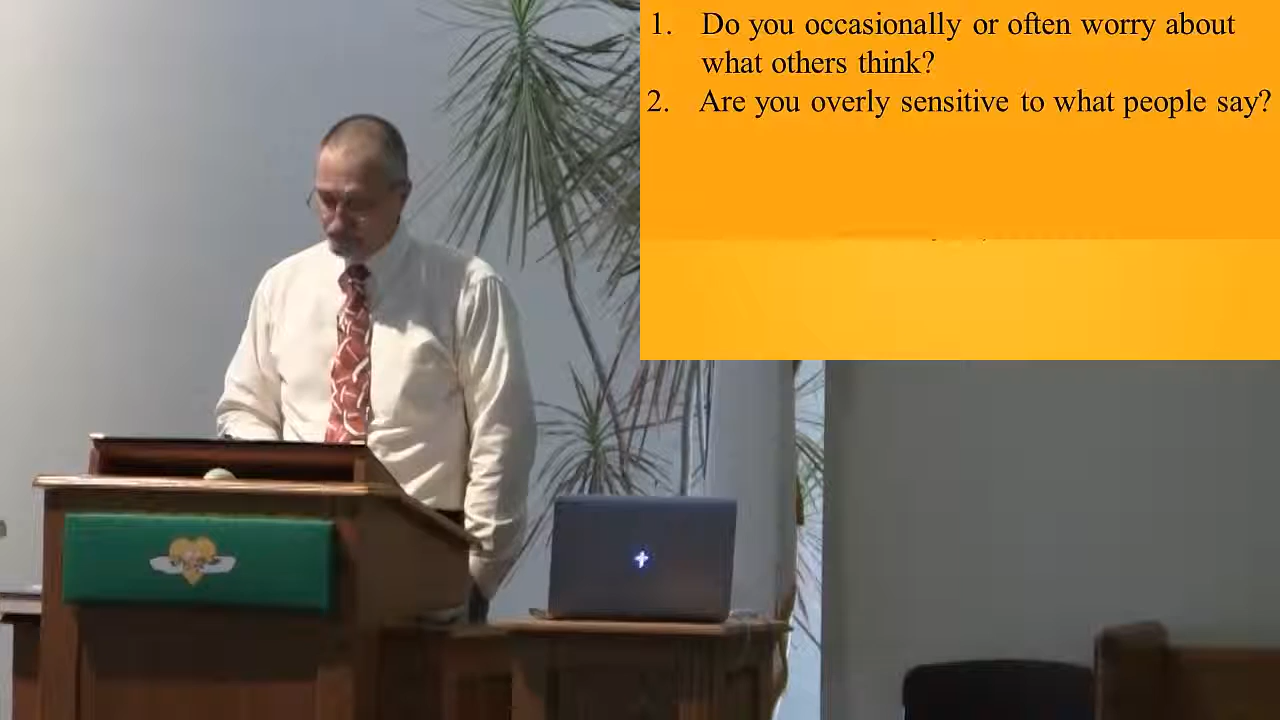 1. Do you occasionally or often worry about
what others think?
2. Are you overly sensitive to what people say?